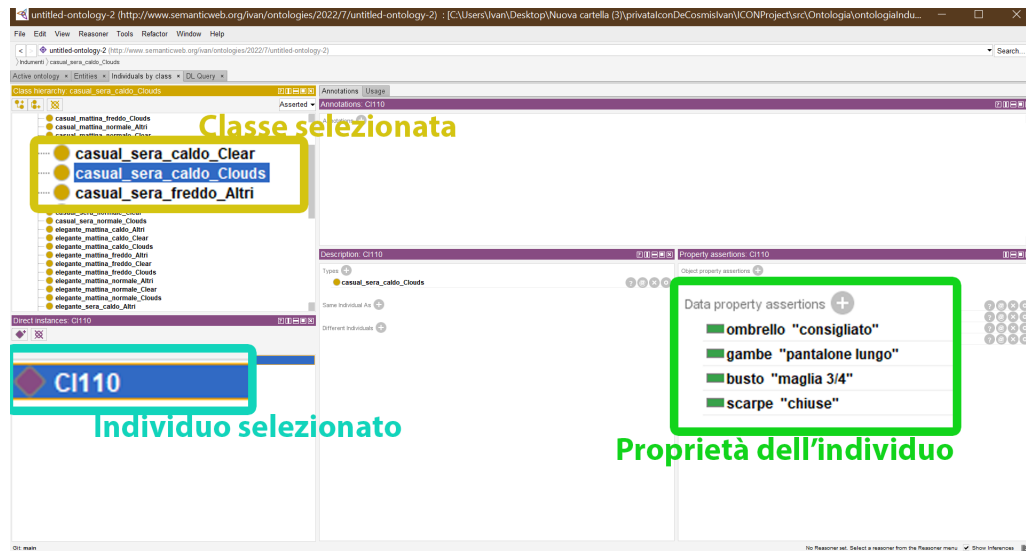 untitled-ontology-2 (http://www.semanticweb.org/ivan/ontologies/2022/7/untitled-ontology-2) : [C:\Users\Ivan\Desktop\Nuova cartella (3)\privataIconDeCosmisIvan\ICONProject\src\Ontologia\ontologiaIndu...
File Edit View Reasoner Tools Refactor Window Help
untitled-ontology-2 (http://www.semanticweb.org/ivan/ontologies/2022/7/untitled-ontology-2)
Search...
Indumenti casual_sera_caldo_Clouds
Active ontology × Entities × Individuals by class × DL Query ×
Class hierarchy: casual_sera_caldo_Clouds
Asserted
casual_mattina_freddo_Clouds
casual_mattina_normale_Altri
casual_mattina_normale_Clear
Classe selezionata
casual_sera_caldo_Clear
casual_sera_caldo_Clouds
casual_sera_freddo_Altri
casual_sera_normale_Clear
casual_sera_normale_Clouds
elegante_mattina_caldo_Altri
elegante_mattina_caldo_Clear
elegante_mattina_caldo_Clouds
elegante_mattina_freddo_Altri
elegante_mattina_freddo_Clear
elegante_mattina_freddo_Clouds
elegante_mattina_normale_Altri
elegante_mattina_normale_Clear
elegante_mattina_normale_Clouds
elegante_sera_caldo_Altri
Direct instances: CI110
CI110
Individuo selezionato
Annotations Usage
Annotations: CI110
Annotations
Description: CI110
Types
casual_sera_caldo_Clouds
Same Individual As
Different Individuals
Property assertions: CI110
Object property assertions
Data property assertions
ombrello "consigliato"
gambe "pantalone lungo"
busto "maglia 3/4"
scarpe "chiuse"
Proprietà dell'individuo
Git: main
No Reasoner set. Select a reasoner from the Reasoner menu Show Inferences